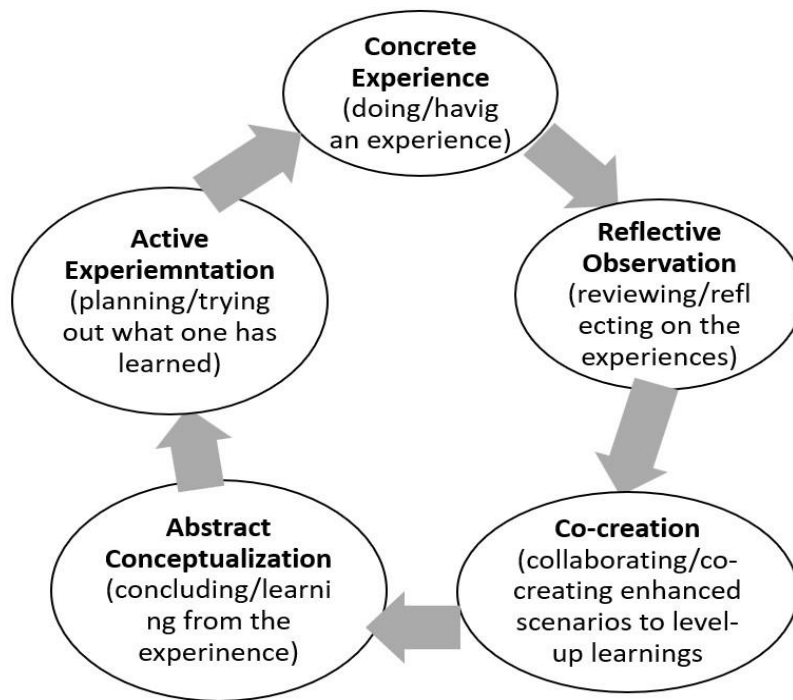 Concrete
Experience
(doing/havig
an experience)
Reflective
Observation
(reviewing/refl
ecting on the
experiences)
Co-creation
(collaborating/co-
creating enhanced
scenarios to level-
up learnings
Abstract
Conceptualization
(concluding/learni
ng from the
experinence)
Active
Experiemntation
(planning/trying
out what one has
learned)